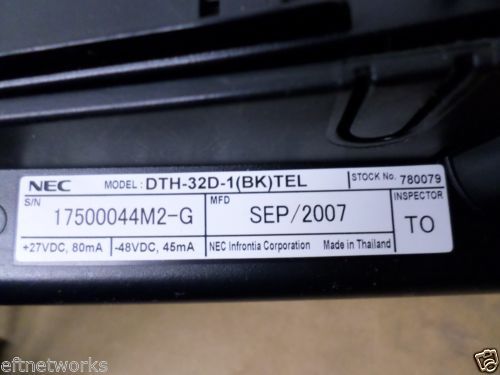 NEC MODEL: DTH-32D-1(BK)TEL STOCK No. 780079
S/N 17500044M2-G MFD SEP/2007 INSPECTOR TO
+27VDC, 80mA -48VDC, 45mA NEC Infrontia Corporation Made in Thailand
eftnetworks